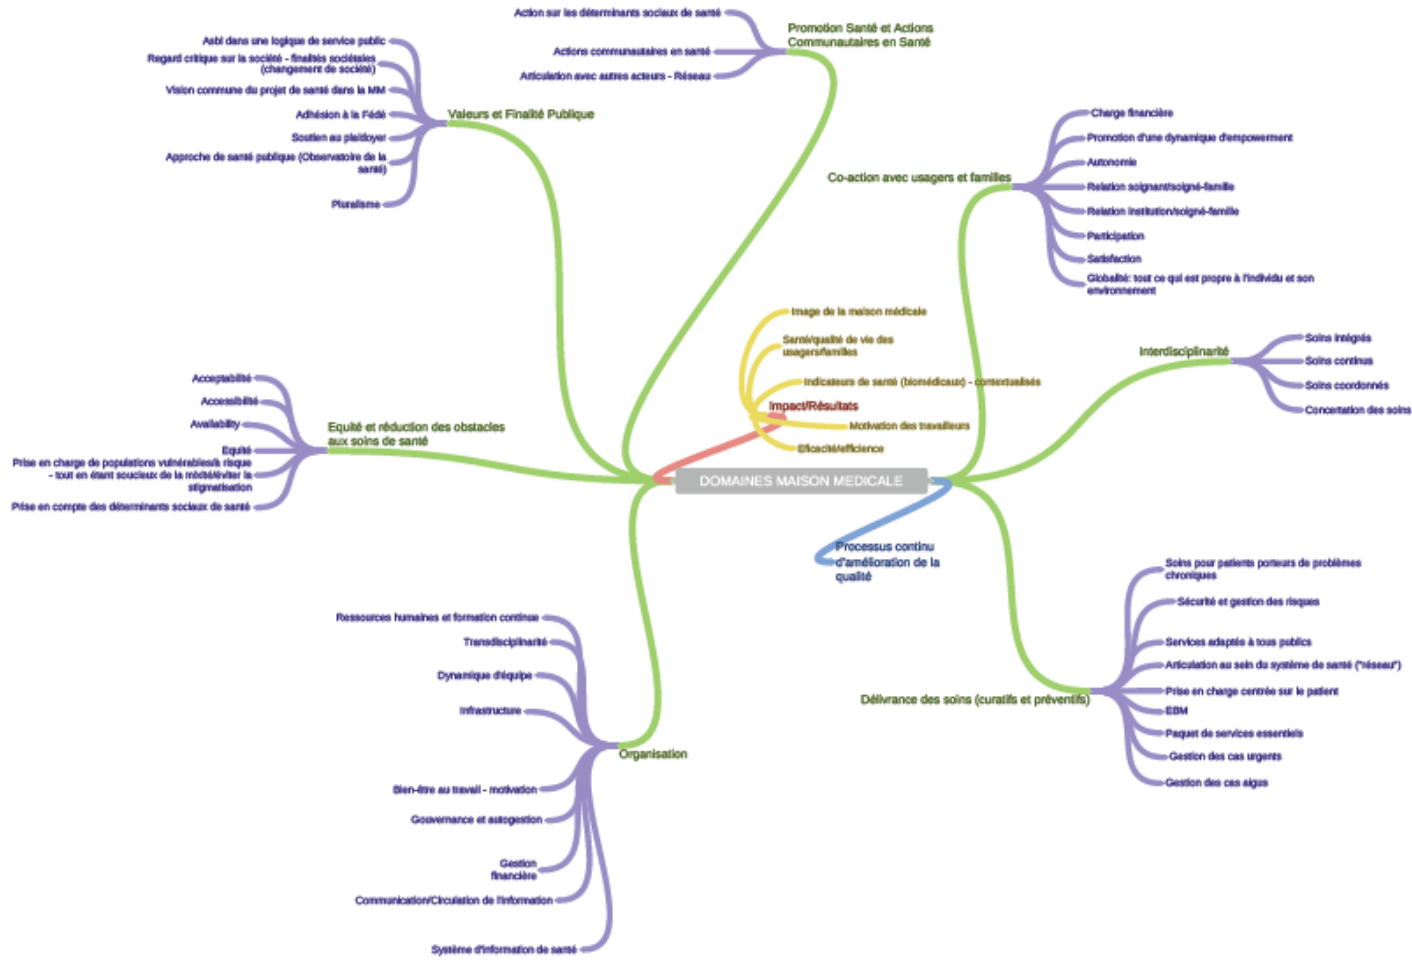 Action sur les déterminants sociaux de santé
Actions communautaires en santé
Articulation avec autres acteurs - Réseau
Promotion Santé et Actions
Communautaires en Santé
Asbl dans une logique de service public
Regard critique sur la société - finalités sociétales
(changement de société)
Vision commune du projet de santé dans la MM
Adhésion à la Fédé
Soutien au plaidoyer
Approche de santé publique (Observatoire de la
santé)
Pluralisme
Valeurs et Finalité Publique
Co-action avec usagers et familles
Charge financière
Promotion d'une dynamique d'empowerment
Autonomie
Relation soignant/soigné-famille
Relation institution/soigné-famille
Participation
Satisfaction
Globalité: tout ce qui est propre à l'individu et son
environnement
Image de la maison médicale
Santé/qualité de vie des
usagers/familles
Indicateurs de santé (biomédicaux) - contextualisés
Impact/Résultats
Motivation des travailleurs
Eficacité/efficience
Interdisciplinarité
Soins intégrés
Soins continus
Soins coordonnés
Concertation des soins
Acceptabilité
Accessibilité
Availability
Equité
Prise en charge de populations vulnérables/à risque
- tout en étant soucieux de la mixité/éviter la
stigmatisation
Prise en compte des déterminants sociaux de santé
Equité et réduction des obstacles
aux soins de santé
DOMAINES MAISON MEDICALE
Processus continu
d'amélioration de la
qualité
Ressources humaines et formation continue
Transdisciplinarité
Dynamique d'équipe
Infrastructure
Organisation
Bien-être au travail - motivation
Gouvernance et autogestion
Gestion
financière
Communication/Circulation de l'information
Système d'information de santé
Délivrance des soins (curatifs et préventifs)
Soins pour patients porteurs de problèmes
chroniques
Sécurité et gestion des risques
Services adaptés à tous publics
Articulation au sein du système de santé ("réseau")
Prise en charge centrée sur le patient
EBM
Paquet de services essentiels
Gestion des cas urgents
Gestion des cas aigus